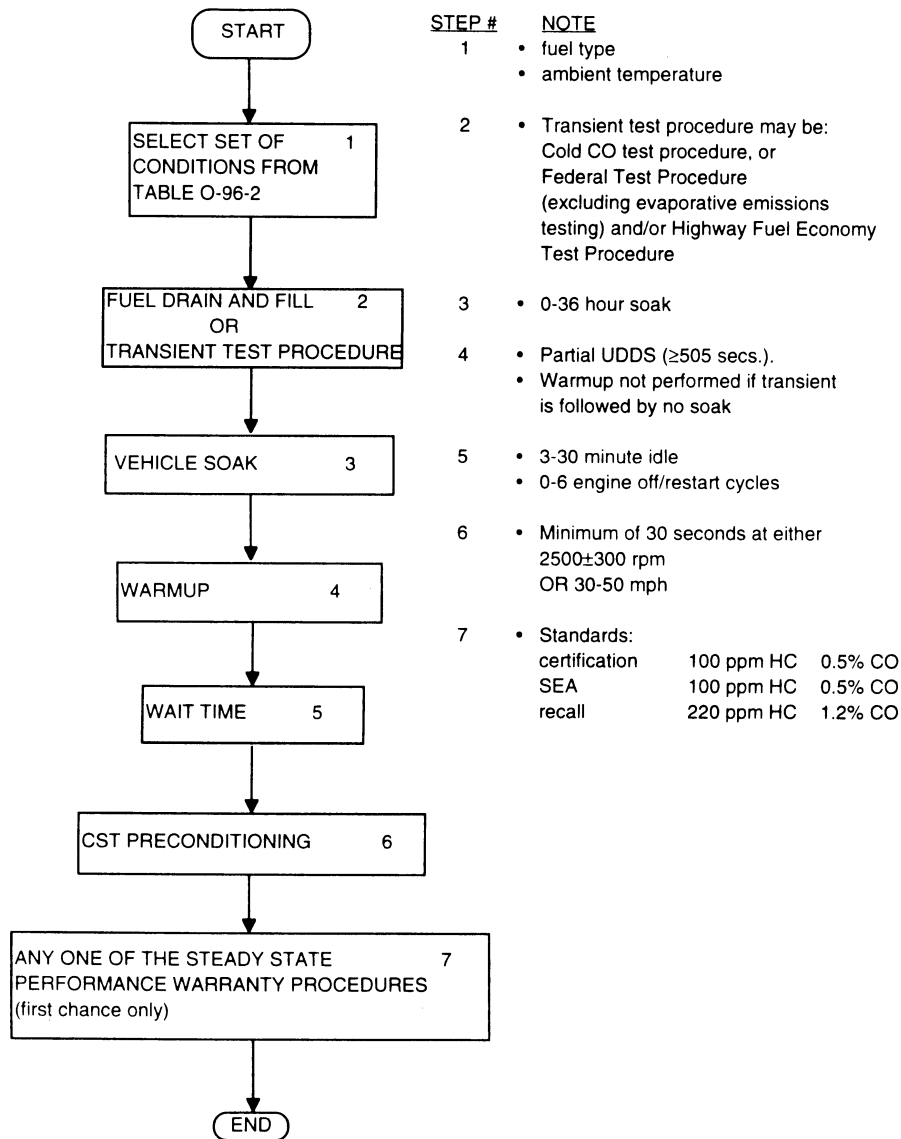 START
SELECT SET OF 1
CONDITIONS FROM
TABLE O-96-2
FUEL DRAIN AND FILL 2
OR
TRANSIENT TEST PROCEDURE
VEHICLE SOAK 3
WARMUP 4
WAIT TIME 5
CST PRECONDITIONING 6
ANY ONE OF THE STEADY STATE 7
PERFORMANCE WARRANTY PROCEDURES
(first chance only)
END
STEP # NOTE
1 • fuel type
• ambient temperature
2 • Transient test procedure may be:
Cold CO test procedure, or
Federal Test Procedure
(excluding evaporative emissions
testing) and/or Highway Fuel Economy
Test Procedure
3 • 0-36 hour soak
4 • Partial UDDS (≥505 secs.).
• Warmup not performed if transient
is followed by no soak
5 • 3-30 minute idle
• 0-6 engine off/restart cycles
6 • Minimum of 30 seconds at either
2500±300 rpm
OR 30-50 mph
7 • Standards:
certification 100 ppm HC 0.5% CO
SEA 100 ppm HC 0.5% CO
recall 220 ppm HC 1.2% CO